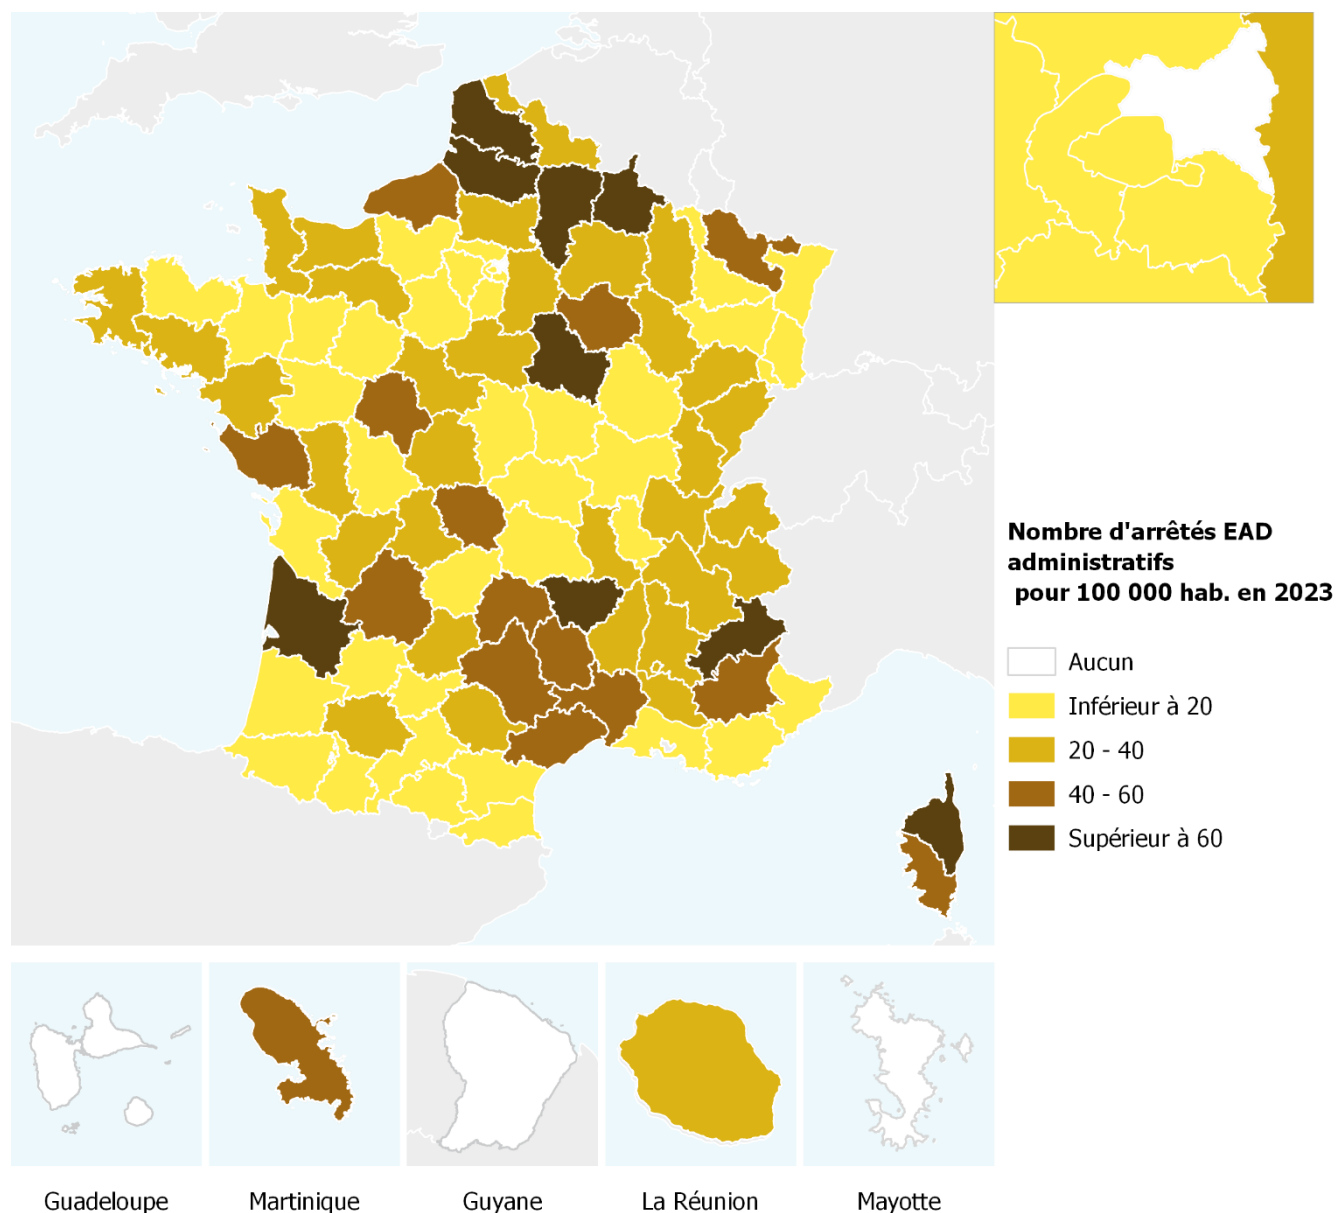 Nombre d'arrêtés EAD
administratifs
pour 100 000 hab. en 2023
Aucun
Inférieur à 20
20 - 40
40 - 60
Supérieur à 60
Guadeloupe
Martinique
Guyane
La Réunion
Mayotte